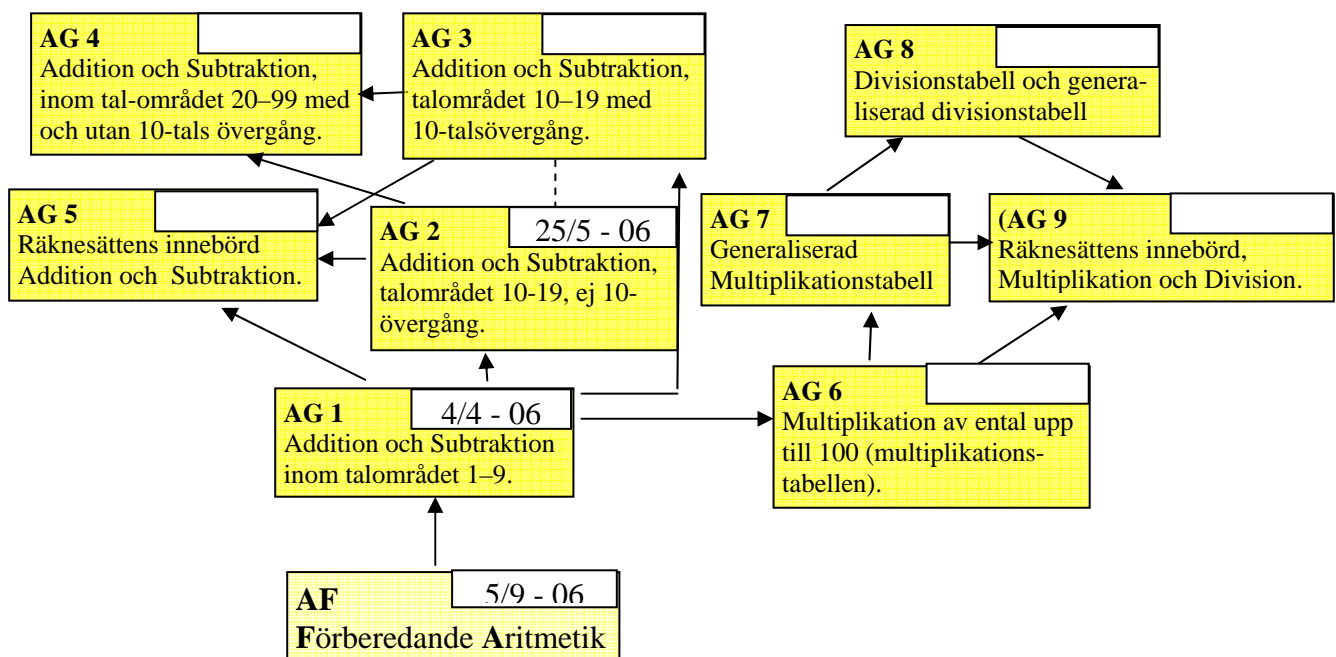 AG 4
Addition och Subtraktion,
inom tal-området 20–99 med
och utan 10-tals övergång.
AG 3
Addition och Subtraktion,
talområdet 10–19 med
10-talsövergång.
AG 8
Divisionstabell och genera-
liserad divisionstabell
AG 5
Räknesättens innebörd
Addition och Subtraktion.
AG 2
25/5 - 06
Addition och Subtraktion,
talområdet 10-19, ej 10-
övergång.
AG 7
Generaliserad
Multiplikationstabell
(AG 9
Räknesättens innebörd,
Multiplikation och Division.
AG 1
4/4 - 06
Addition och Subtraktion
inom talområdet 1–9.
AG 6
Multiplikation av ental upp
till 100 (multiplikations-
tabellen).
AF
5/9 - 06
Förberedande Aritmetik